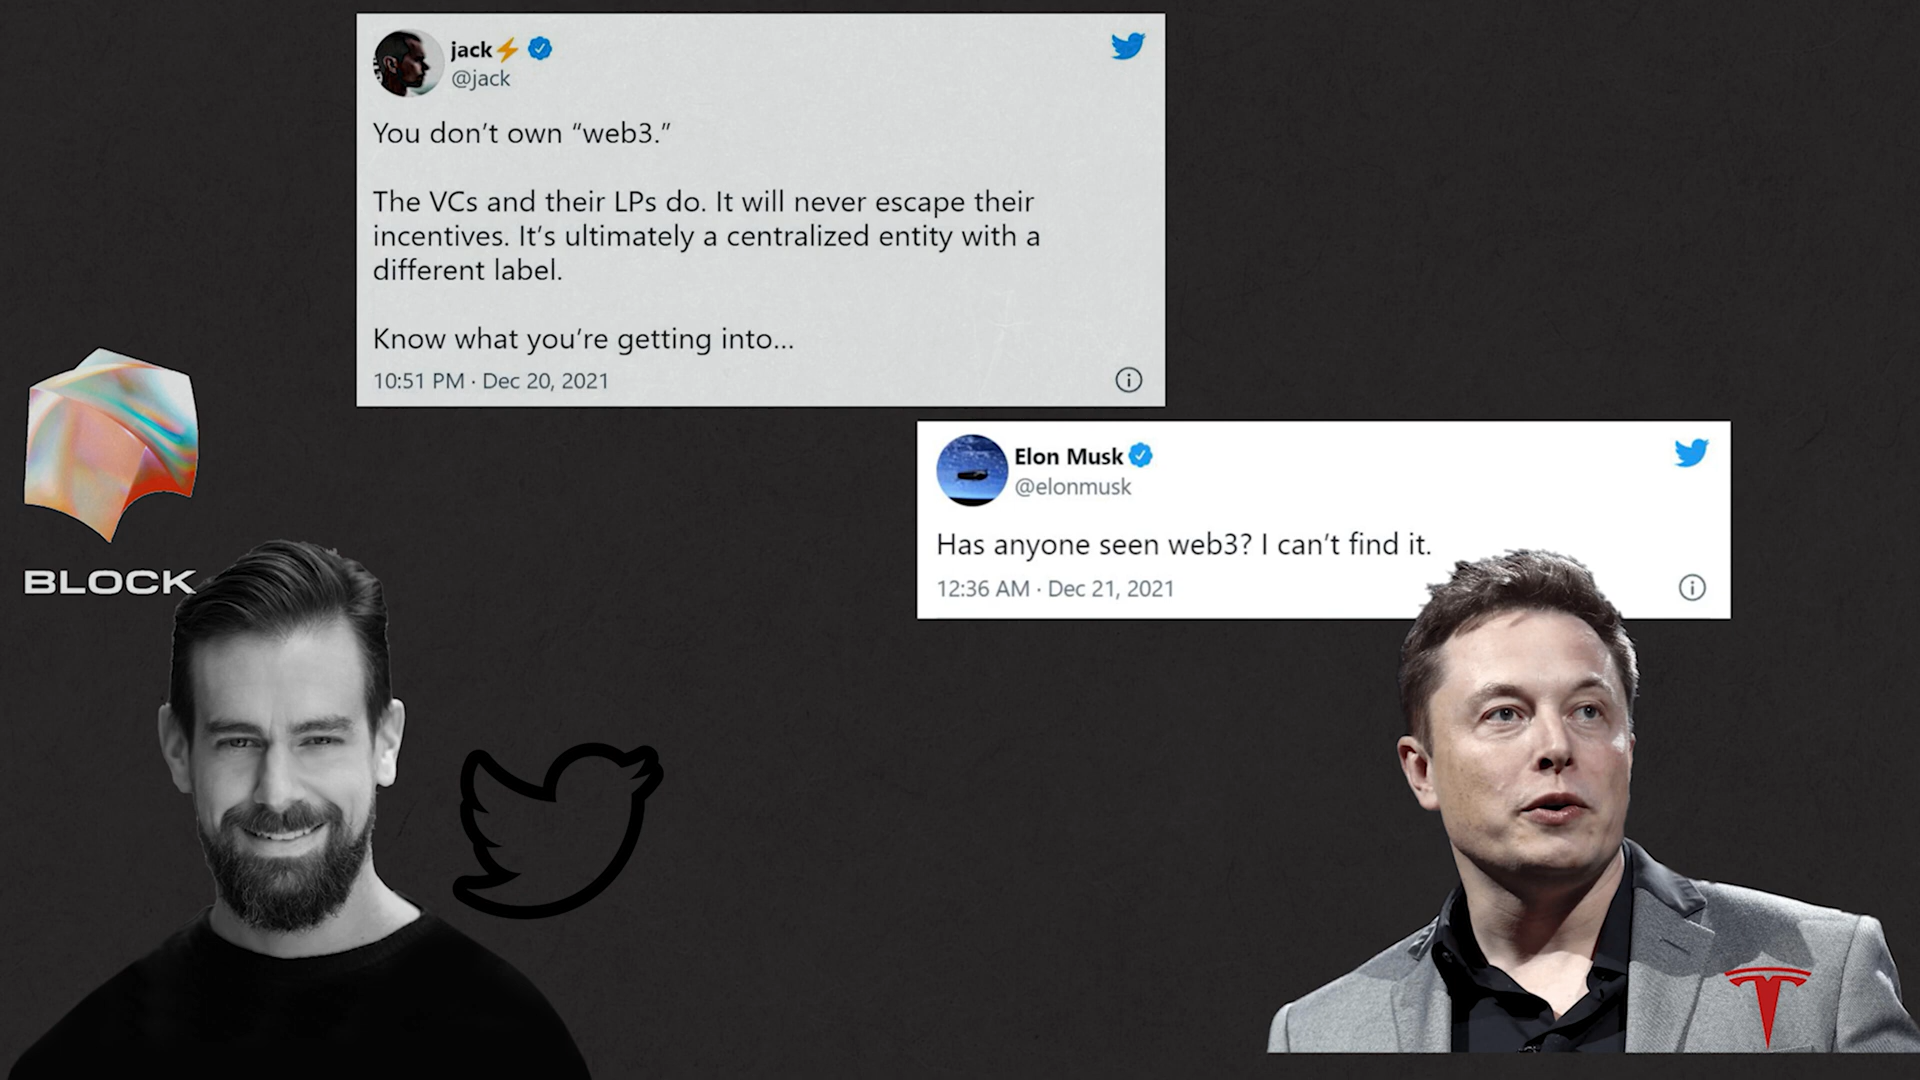 jack⚡
@jack
You don’t own “web3.”
The VCs and their LPs do. It will never escape their
incentives. It’s ultimately a centralized entity with a
different label.
Know what you’re getting into...
10:51 PM · Dec 20, 2021
BLOCK
Elon Musk
@elonmusk
Has anyone seen web3? I can’t find it.
12:36 AM · Dec 21, 2021